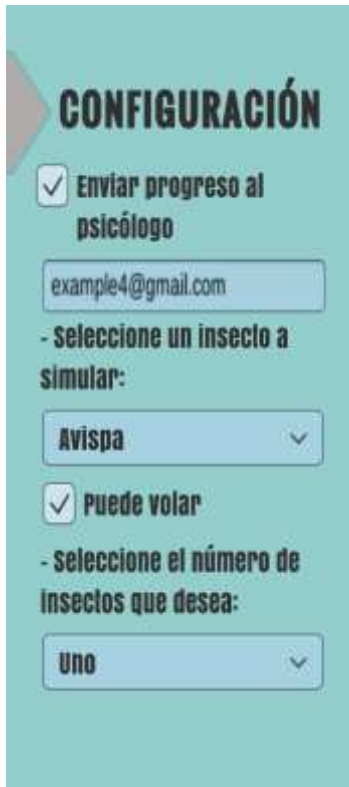 CONFIGURACIÓN
Enviar progreso al
psicólogo
example4@gmail.com
- Seleccione un insecto a
simular:
Avispa
Puede volar
- Seleccione el número de
insectos que desea:
Uno